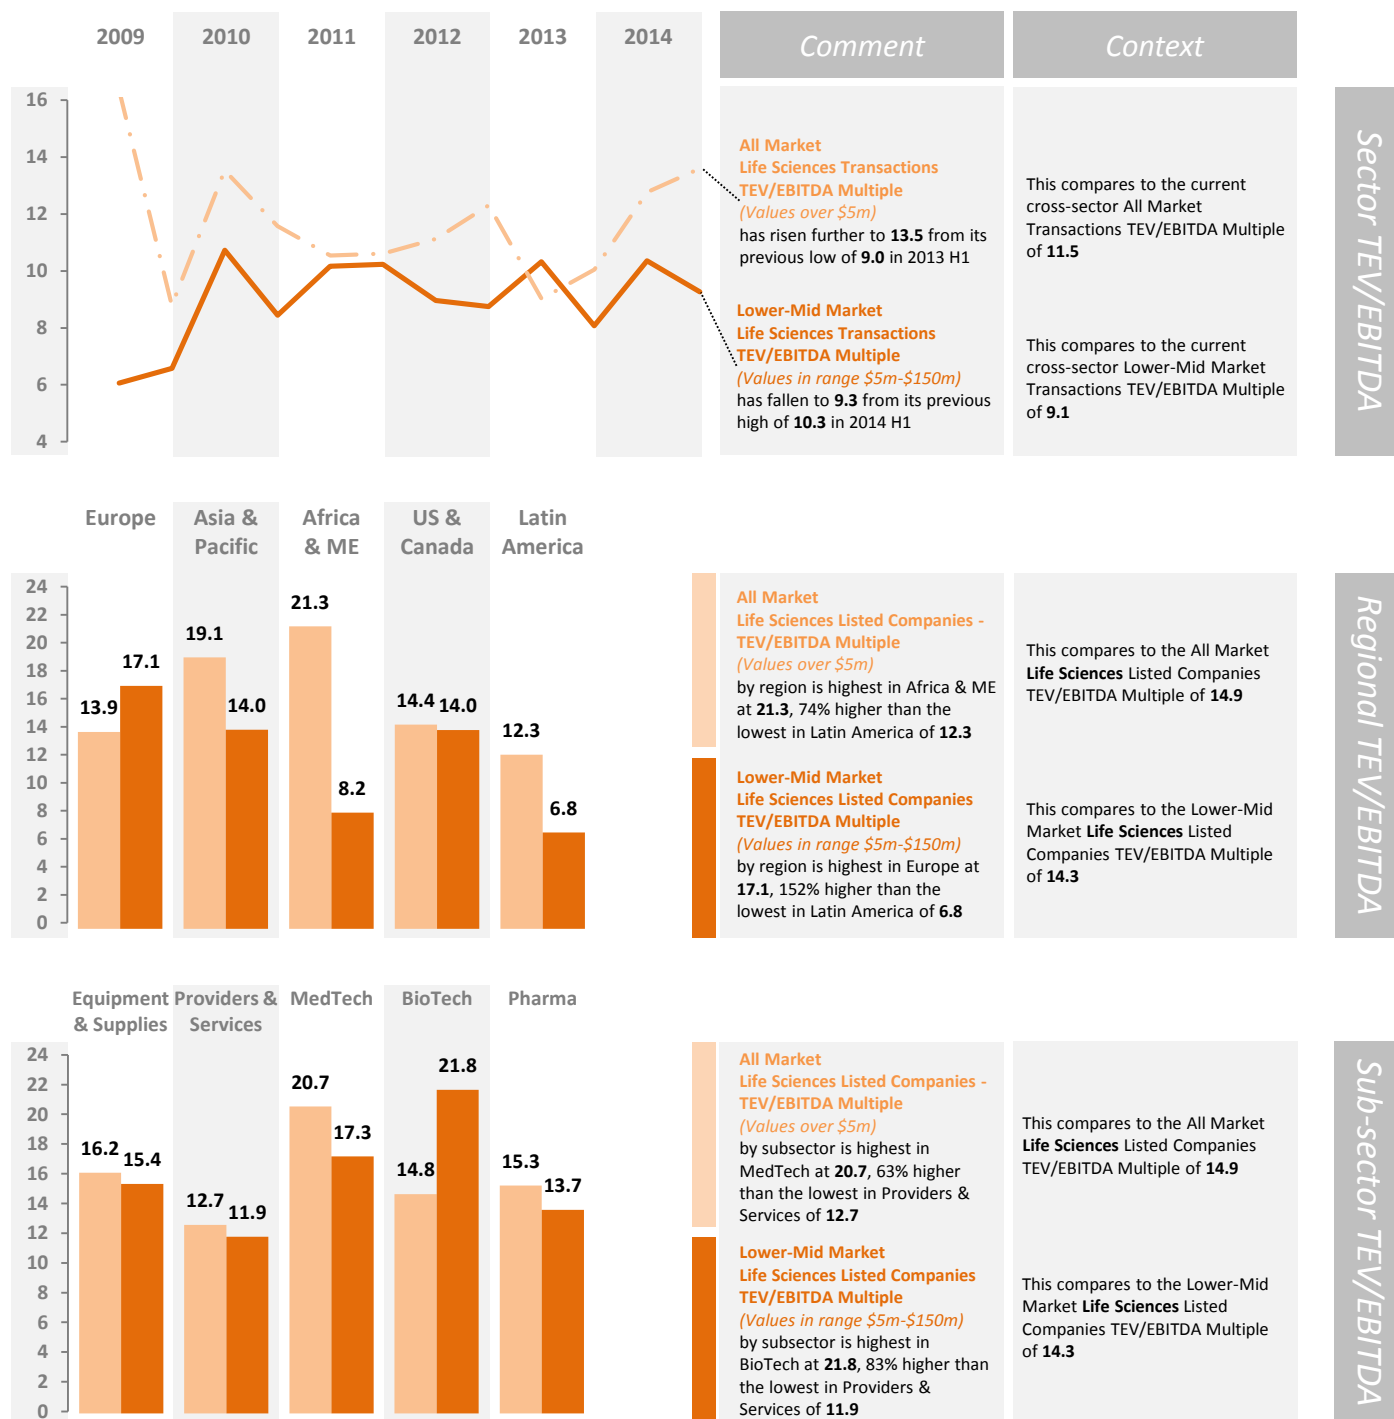 2009 2010 2011 2012 2013 2014
Comment
Context
16
14
12
10
8
6
4
All Market
Life Sciences Transactions
TEV/EBITDA Multiple
(Values over $5m)
has risen further to 13.5 from its
previous low of 9.0 in 2013 H1
This compares to the current
cross-sector All Market
Transactions TEV/EBITDA Multiple
of 11.5
Lower-Mid Market
Life Sciences Transactions
TEV/EBITDA Multiple
(Values in range $5m-$150m)
has fallen to 9.3 from its previous
high of 10.3 in 2014 H1
This compares to the current
cross-sector Lower-Mid Market
Transactions TEV/EBITDA Multiple
of 9.1
Sector TEV/EBITDA
Europe
Asia &
Pacific
Africa
& ME
US &
Canada
Latin
America
24
22
20
18
16
14
12
10
8
6
4
2
0
13.9
17.1
19.1
14.0
21.3
8.2
14.4
14.0
12.3
6.8
All Market
Life Sciences Listed Companies -
TEV/EBITDA Multiple
(Values over $5m)
by region is highest in Africa & ME
at 21.3, 74% higher than the
lowest in Latin America of 12.3
This compares to the All Market
Life Sciences Listed Companies
TEV/EBITDA Multiple of 14.9
Lower-Mid Market
Life Sciences Listed Companies
TEV/EBITDA Multiple
(Values in range $5m-$150m)
by region is highest in Europe at
17.1, 152% higher than the
lowest in Latin America of 6.8
This compares to the Lower-Mid
Market Life Sciences Listed
Companies TEV/EBITDA Multiple
of 14.3
Regional TEV/EBITDA
Equipment
& Supplies
Providers &
Services
MedTech
BioTech
Pharma
24
22
20
18
16
14
12
10
8
6
4
2
0
16.2
15.4
12.7
11.9
20.7
17.3
14.8
21.8
15.3
13.7
All Market
Life Sciences Listed Companies -
TEV/EBITDA Multiple
(Values over $5m)
by subsector is highest in
MedTech at 20.7, 63% higher
than the lowest in Providers &
Services of 12.7
This compares to the All Market
Life Sciences Listed Companies
TEV/EBITDA Multiple of 14.9
Lower-Mid Market
Life Sciences Listed Companies
TEV/EBITDA Multiple
(Values in range $5m-$150m)
by subsector is highest in
BioTech at 21.8, 83% higher than
the lowest in Providers &
Services of 11.9
This compares to the Lower-Mid
Market Life Sciences Listed
Companies TEV/EBITDA Multiple
of 14.3
Sub-sector TEV/EBITDA